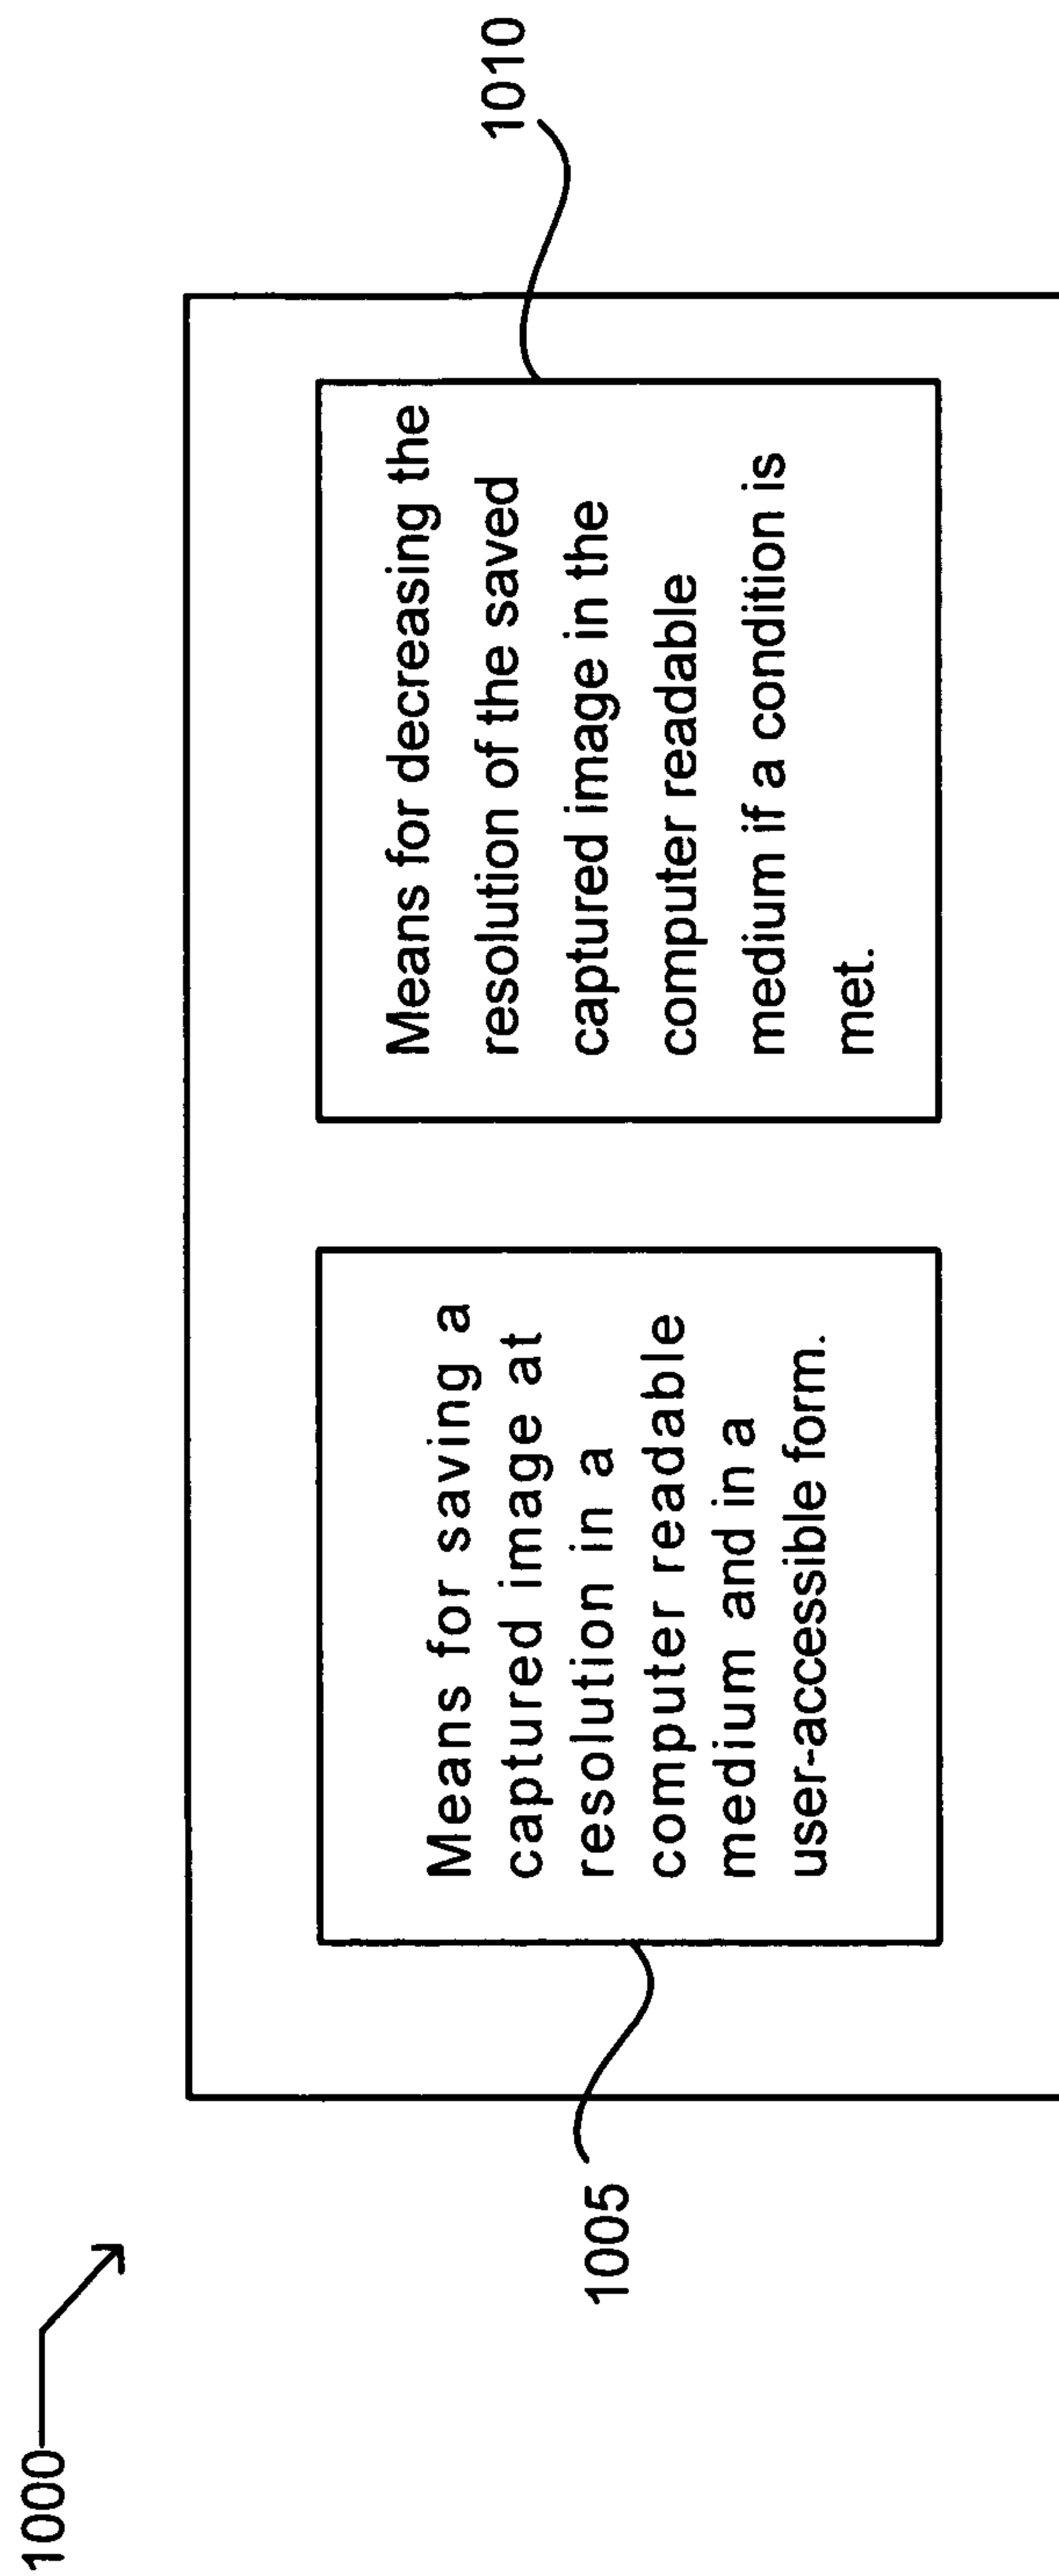 1000
1005
Means for saving a
captured image at
resolution in a
computer readable
medium and in a
user-accessible form.
Means for decreasing the
resolution of the saved
captured image in the
computer readable
medium if a condition is
met.
1010